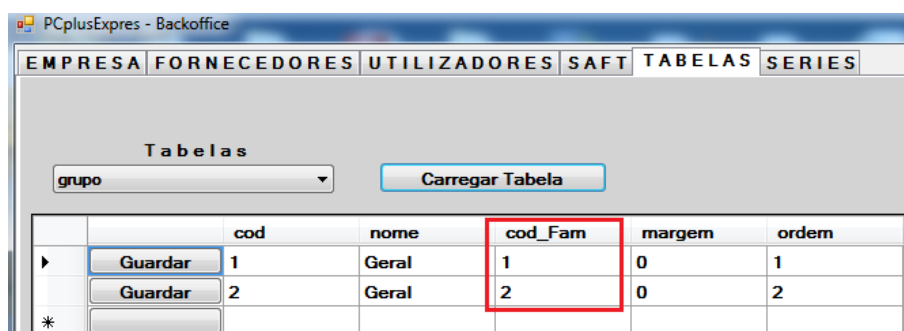 PCplusExpres - Backoffice
EMPRESA FORNECEDORES UTILIZADORES SAFT TABELAS SERIES
Tabelas
grupo Carregar Tabela
cod nome cod_Fam margem ordem
Guardar 1 Geral 1 0 1
Guardar 2 Geral 2 0 2